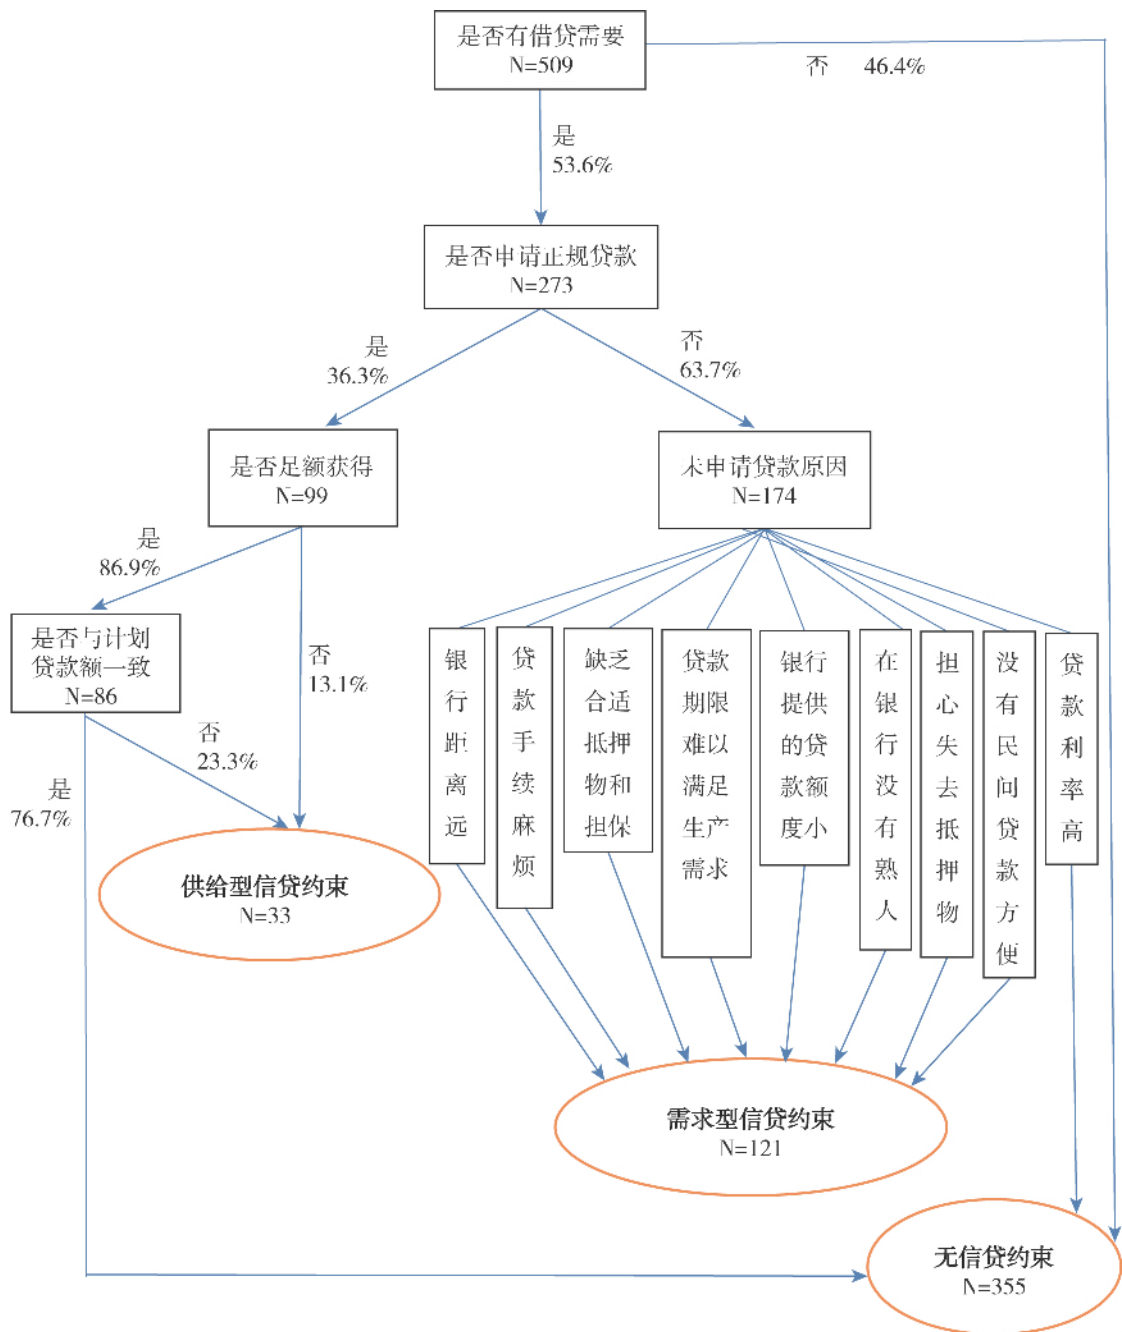 是否有借贷需要
N=509
否 46.4%
是
53.6%
是否申请正规贷款
N=273
是
36.3%
否
63.7%
是否足额获得
N=99
未申请贷款原因
N=174
是
86.9%
否
13.1%
是否与计划
贷款额一致
N=86
否
23.3%
是
76.7%
银行距离远
贷款手续麻烦
缺乏
合适
抵押
物和
担保
贷款
期限
难以
满足
生产
需求
银行
提供
的贷
款额
度小
在银行没有熟人
担心失去抵押物
没有民间贷款方便
贷款利率高
供给型信贷约束
N=33
需求型信贷约束
N=121
无信贷约束
N=355